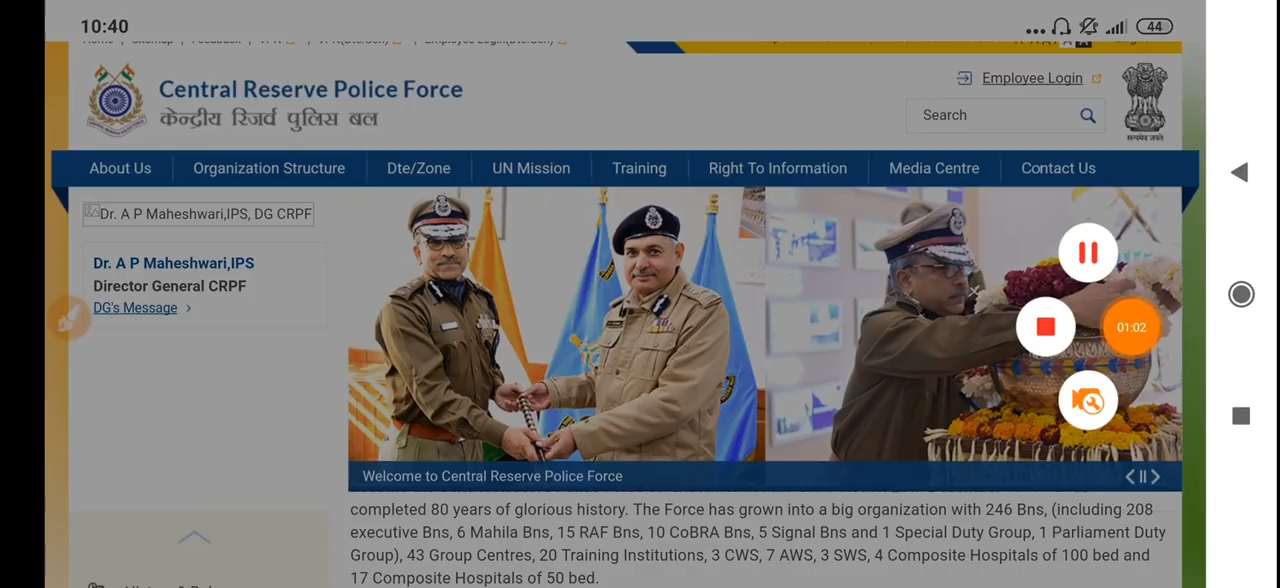 10:40
44
Central Reserve Police Force
केन्द्रीय रिजर्व पुलिस बल
Employee Login
Search
सत्यमेव जयते
About Us
Organization Structure
Dte/Zone
UN Mission
Training
Right To Information
Media Centre
Contact Us
Dr. A P Maheshwari,IPS, DG CRPF
Dr. A P Maheshwari,IPS
Director General CRPF
DG's Message
01:02
Welcome to Central Reserve Police Force
completed 80 years of glorious history. The Force has grown into a big organization with 246 Bns, (including 208
executive Bns, 6 Mahila Bns, 15 RAF Bns, 10 CoBRA Bns, 5 Signal Bns and 1 Special Duty Group, 1 Parliament Duty
Group), 43 Group Centres, 20 Training Institutions, 3 CWS, 7 AWS, 3 SWS, 4 Composite Hospitals of 100 bed and
17 Composite Hospitals of 50 bed.